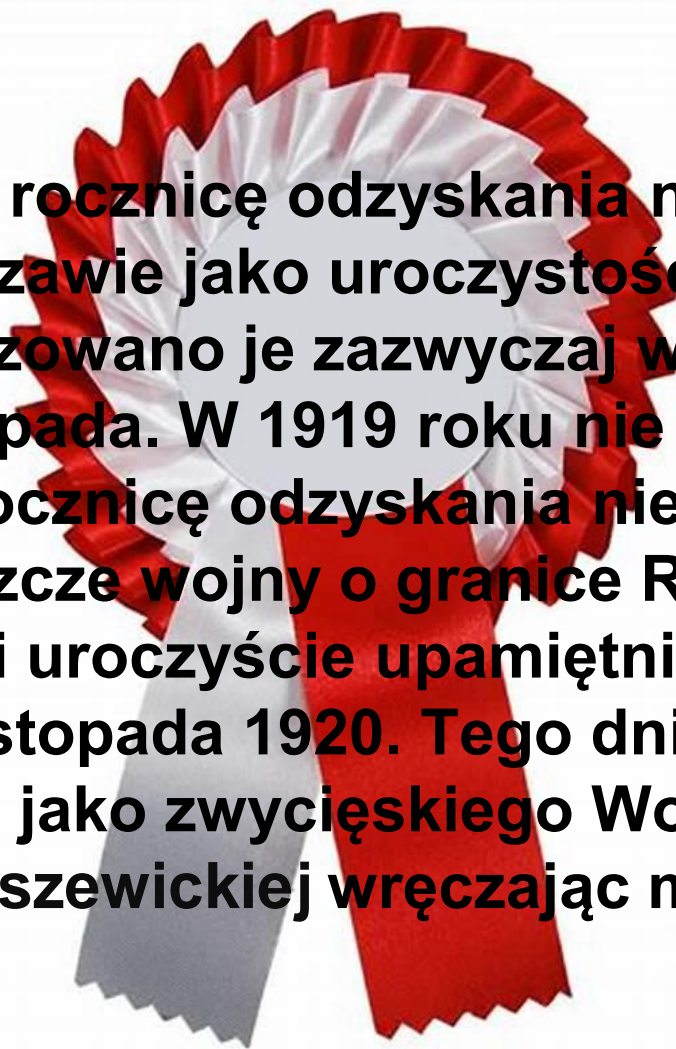 rocznicę odzyskania n
zawie jako uroczystoś
zowano je zazwyczaj w
pada. W 1919 roku nie
ocznicę odzyskania nie
zcze wojny o granice R
i uroczyście upamiętni
stopada 1920. Tego dni
jako zwycięskiego Wo
szewickiej wręczając n